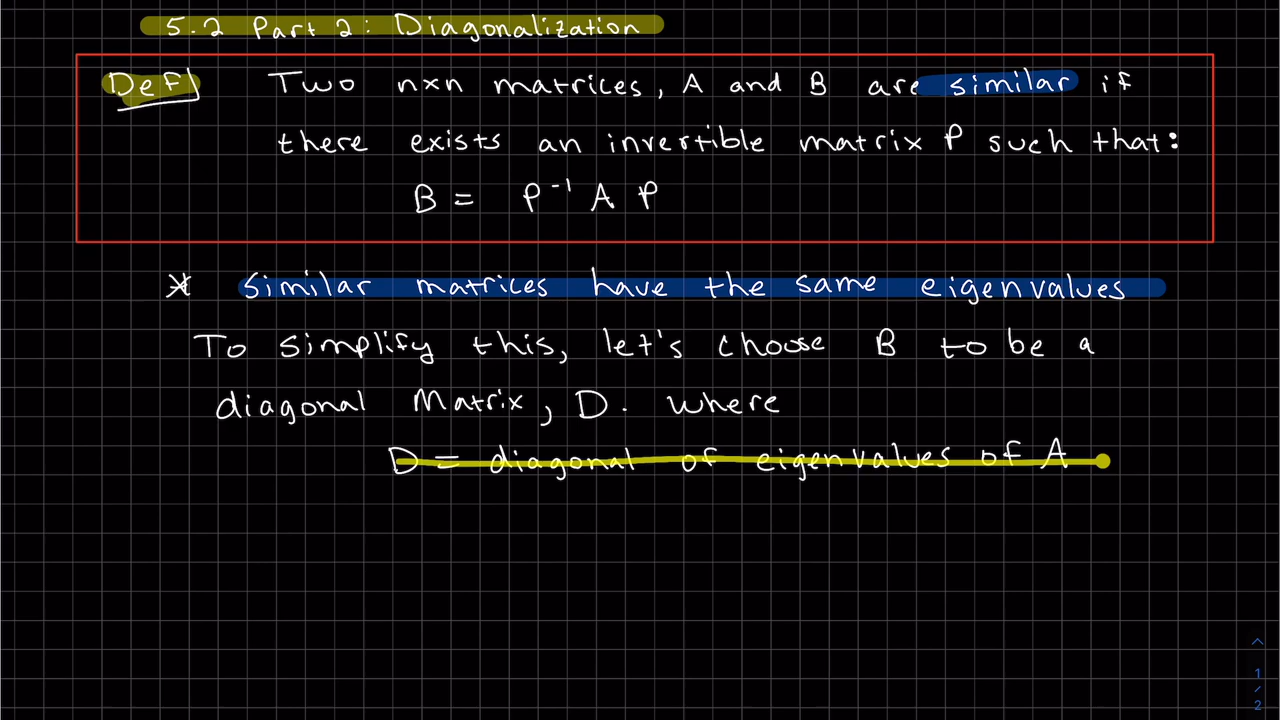 5.2 Part 2: Diagonalization
Def) Two n×n matrices, A and B are similar if
there exists an invertible matrix P such that:
B = P⁻¹ A P
* similar matrices have the same eigenvalues
To simplify this, let's choose B to be a
diagonal Matrix, D. where
D = diagonal of eigenvalues of A
1
/
2